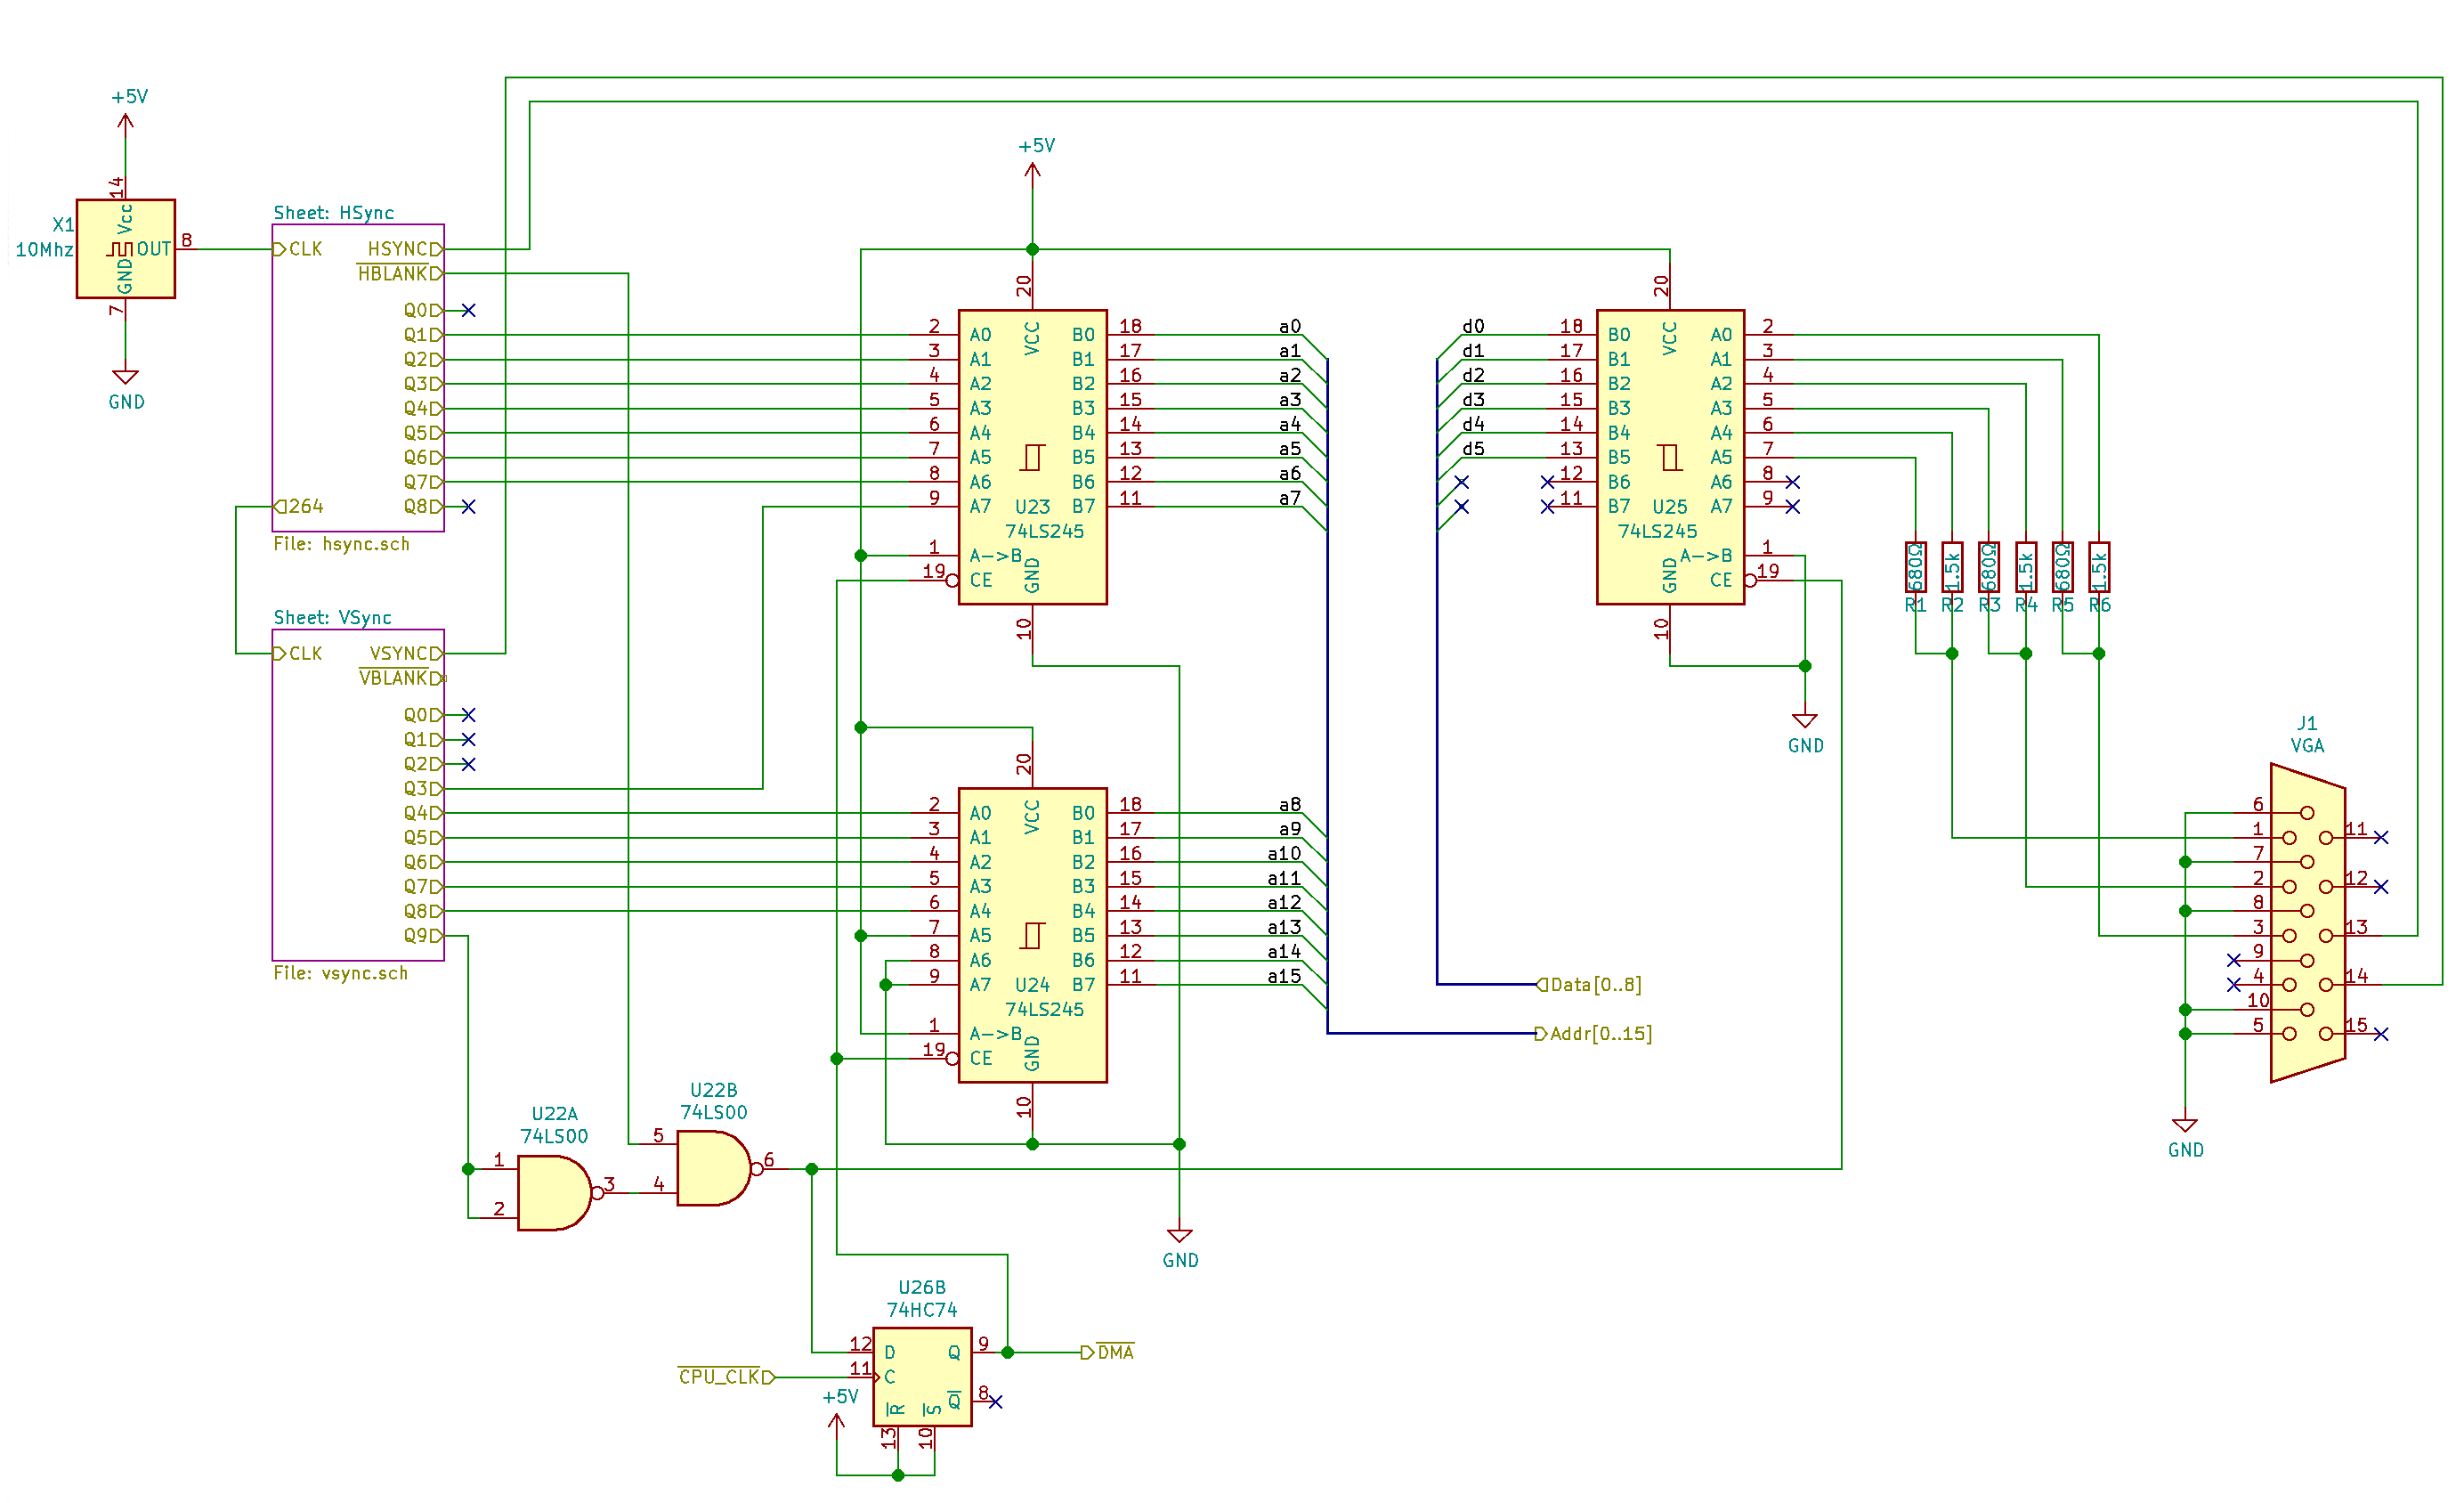 +5V
14
Vcc
X1
10Mhz
OUT
8
GND
7
GND
Sheet: HSync
CLK
HSYNC
HBLANK
Q0
Q1
Q2
Q3
Q4
Q5
Q6
Q7
Q8
264
File: hsync.sch
Sheet: VSync
CLK
VSYNC
VBLANK
Q0
Q1
Q2
Q3
Q4
Q5
Q6
Q7
Q8
Q9
File: vsync.sch
+5V
20
VCC
2 A0 B0 18 a0
3 A1 B1 17 a1
4 A2 B2 16 a2
5 A3 B3 15 a3
6 A4 B4 14 a4
7 A5 B5 13 a5
8 A6 B6 12 a6
9 A7 B7 11 a7
U23
74LS245
1 A->B
19 CE
GND
10
20
VCC
2 A0 B0 18 a8
3 A1 B1 17 a9
4 A2 B2 16 a10
5 A3 B3 15 a11
6 A4 B4 14 a12
7 A5 B5 13 a13
8 A6 B6 12 a14
9 A7 B7 11 a15
U24
74LS245
1 A->B
19 CE
GND
10
GND
20
VCC
d0 18 B0 A0 2
d1 17 B1 A1 3
d2 16 B2 A2 4
d3 15 B3 A3 5
d4 14 B4 A4 6
d5 13 B5 A5 7
12 B6 A6 8
11 B7 A7 9
U25
74LS245
A->B 1
CE 19
GND
10
GND
Data[0..8]
Addr[0..15]
680Ω
R1
1.5k
R2
680Ω
R3
1.5k
R4
680Ω
R5
1.5k
R6
J1
VGA
6
1 11
7
2 12
8
3 13
9
4 14
10
5 15
GND
U22A
74LS00
1
2
3
U22B
74LS00
5
4
6
U26B
74HC74
12 D Q 9
DMA
CPU_CLK
11 C
Q 8
+5V
R
S
13
10